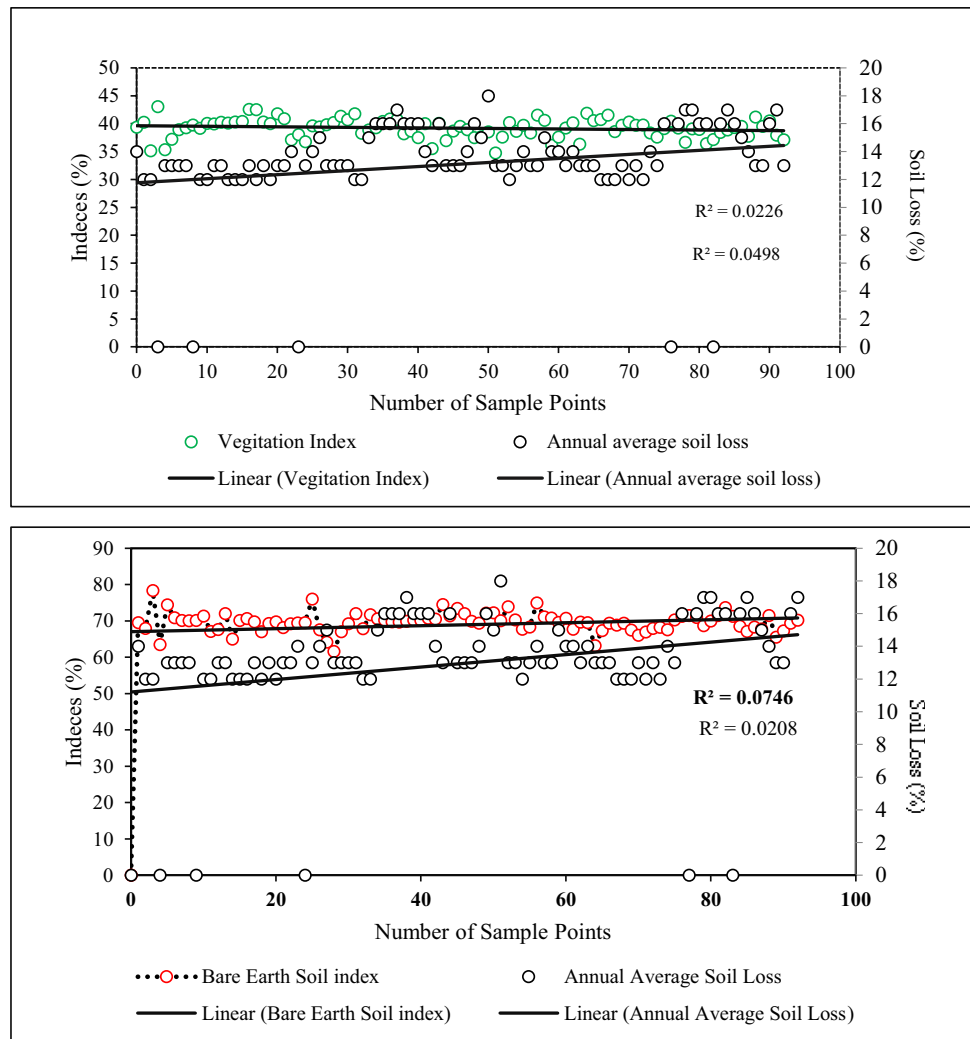 50
45
40
35
30
25
20
15
10
5
0
Indeces (%)
20
18
16
14
12
10
8
6
4
2
0
Soil Loss (%)
R² = 0.0226
R² = 0.0498
0 10 20 30 40 50 60 70 80 90 100
Number of Sample Points
Vegitation Index Annual average soil loss
Linear (Vegitation Index) Linear (Annual average soil loss)
90
80
70
60
50
40
30
20
10
0
Indeces (%)
20
18
16
14
12
10
8
6
4
2
0
Soil Loss (%)
R² = 0.0746
R² = 0.0208
0 20 40 60 80 100
Number of Sample Points
Bare Earth Soil index Annual Average Soil Loss
Linear (Bare Earth Soil index) Linear (Annual Average Soil Loss)